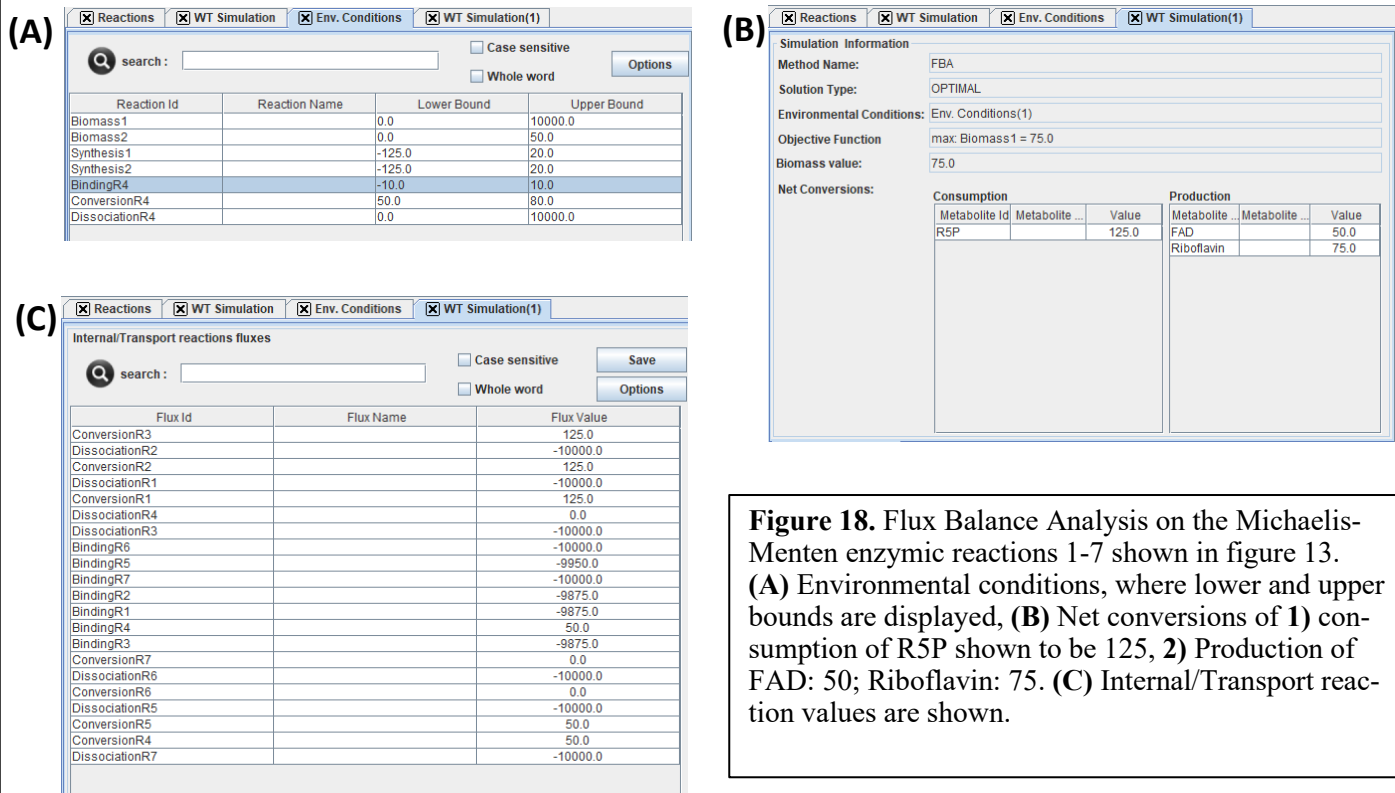 (A)
Reactions WT Simulation Env. Conditions WT Simulation(1)
search :
Case sensitive
Whole word
Options
Reaction Id Reaction Name Lower Bound Upper Bound
Biomass1 0.0 10000.0
Biomass2 0.0 50.0
Synthesis1 -125.0 20.0
Synthesis2 -125.0 20.0
BindingR4 -10.0 10.0
ConversionR4 50.0 80.0
DissociationR4 0.0 10000.0
(B)
Reactions WT Simulation Env. Conditions WT Simulation(1)
Simulation Information
Method Name: FBA
Solution Type: OPTIMAL
Environmental Conditions: Env. Conditions(1)
Objective Function max: Biomass1 = 75.0
Biomass value: 75.0
Net Conversions:
Consumption
Metabolite Id Metabolite ... Value
R5P 125.0
Production
Metabolite ... Metabolite ... Value
FAD 50.0
Riboflavin 75.0
(C)
Reactions WT Simulation Env. Conditions WT Simulation(1)
Internal/Transport reactions fluxes
search :
Case sensitive
Whole word
Save
Options
Flux Id Flux Name Flux Value
ConversionR3 125.0
DissociationR2 -10000.0
ConversionR2 125.0
DissociationR1 -10000.0
ConversionR1 125.0
DissociationR4 0.0
DissociationR3 -10000.0
BindingR6 -10000.0
BindingR5 -9950.0
BindingR7 -10000.0
BindingR2 -9875.0
BindingR1 -9875.0
BindingR4 50.0
BindingR3 -9875.0
ConversionR7 0.0
DissociationR6 -10000.0
ConversionR6 0.0
DissociationR5 -10000.0
ConversionR5 50.0
ConversionR4 50.0
DissociationR7 -10000.0
Figure 18. Flux Balance Analysis on the Michaelis-
Menten enzymic reactions 1-7 shown in figure 13.
(A) Environmental conditions, where lower and upper
bounds are displayed, (B) Net conversions of 1) con-
sumption of R5P shown to be 125, 2) Production of
FAD: 50; Riboflavin: 75. (C) Internal/Transport reac-
tion values are shown.